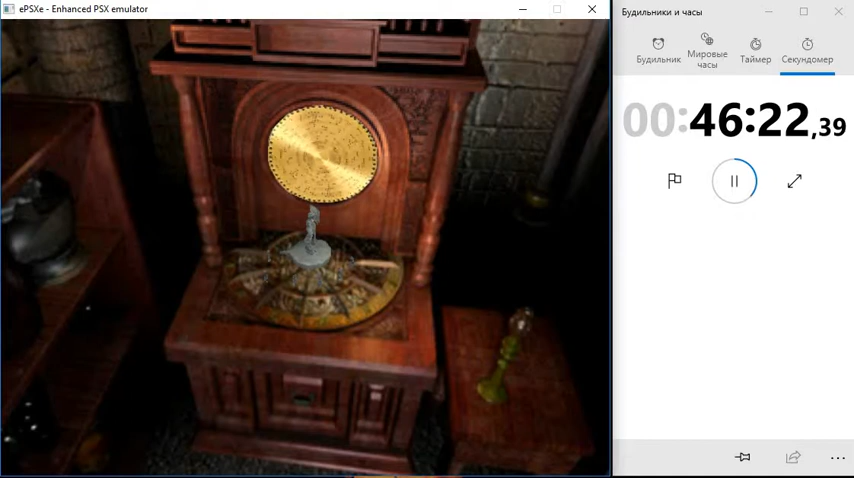 ePSXe - Enhanced PSX emulator
Будильники и часы
Будильник
Мировые
часы
Таймер
Секундомер
00:46:22,39